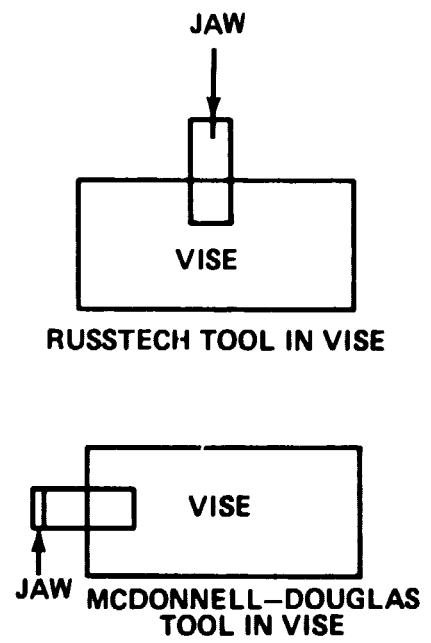 JAW
VISE
RUSSTECH TOOL IN VISE
VISE
JAW
MCDONNELL–DOUGLAS
TOOL IN VISE